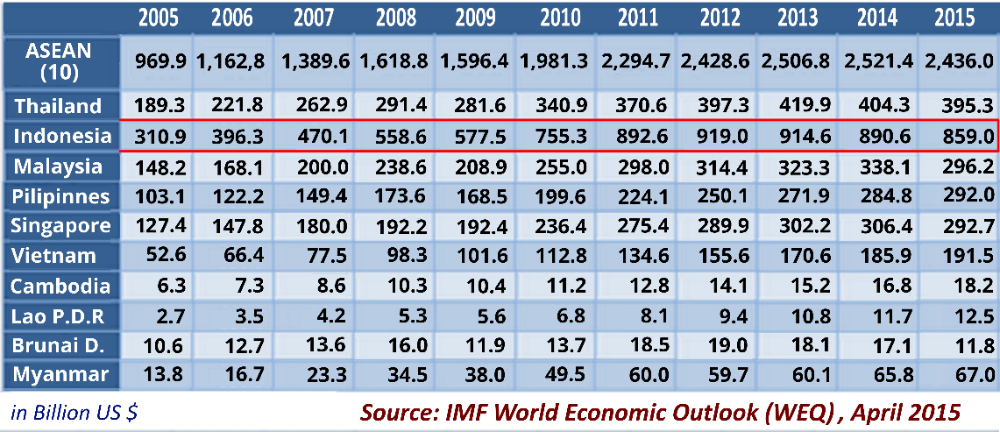 2005 2006 2007 2008 2009 2010 2011 2012 2013 2014 2015
ASEAN
(10) 969.9 1,162,8 1,389.6 1,618.8 1,596.4 1,981.3 2,294.7 2,428.6 2,506.8 2,521.4 2,436.0
Thailand 189.3 221.8 262.9 291.4 281.6 340.9 370.6 397.3 419.9 404.3 395.3
Indonesia 310.9 396.3 470.1 558.6 577.5 755.3 892.6 919.0 914.6 890.6 859.0
Malaysia 148.2 168.1 200.0 238.6 208.9 255.0 298.0 314.4 323.3 338.1 296.2
Pilipinnes 103.1 122.2 149.4 173.6 168.5 199.6 224.1 250.1 271.9 284.8 292.0
Singapore 127.4 147.8 180.0 192.2 192.4 236.4 275.4 289.9 302.2 306.4 292.7
Vietnam 52.6 66.4 77.5 98.3 101.6 112.8 134.6 155.6 170.6 185.9 191.5
Cambodia 6.3 7.3 8.6 10.3 10.4 11.2 12.8 14.1 15.2 16.8 18.2
Lao P.D.R 2.7 3.5 4.2 5.3 5.6 6.8 8.1 9.4 10.8 11.7 12.5
Brunai D. 10.6 12.7 13.6 16.0 11.9 13.7 18.5 19.0 18.1 17.1 11.8
Myanmar 13.8 16.7 23.3 34.5 38.0 49.5 60.0 59.7 60.1 65.8 67.0
in Billion US $ Source: IMF World Economic Outlook (WEQ) , April 2015